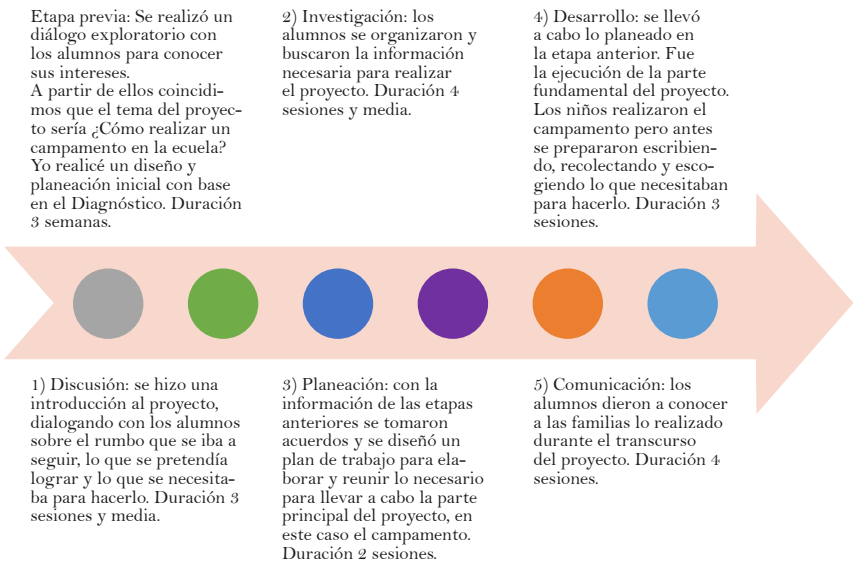 Etapa previa: Se realizó un
diálogo exploratorio con
los alumnos para conocer
sus intereses.
A partir de ellos coincidi-
mos que el tema del proyec-
to sería ¿Cómo realizar un
campamento en la ecuela?
Yo realicé un diseño y
planeación inicial con base
en el Diagnóstico. Duración
3 semanas.
1) Discusión: se hizo una
introducción al proyecto,
dialogando con los alumnos
sobre el rumbo que se iba a
seguir, lo que se pretendía
lograr y lo que se necesita-
ba para hacerlo. Duración 3
sesiones y media.
2) Investigación: los
alumnos se organizaron y
buscaron la información
necesaria para realizar
el proyecto. Duración 4
sesiones y media.
3) Planeación: con la
información de las etapas
anteriores se tomaron
acuerdos y se diseñó un
plan de trabajo para ela-
borar y reunir lo necesario
para llevar a cabo la parte
principal del proyecto, en
este caso el campamento.
Duración 2 sesiones.
4) Desarrollo: se llevó
a cabo lo planeado en
la etapa anterior. Fue
la ejecución de la parte
fundamental del proyecto.
Los niños realizaron el
campamento pero antes
se prepararon escribien-
do, recolectando y esco-
giendo lo que necesitaban
para hacerlo. Duración 3
sesiones.
5) Comunicación: los
alumnos dieron a conocer
a las familias lo realizado
durante el transcurso
del proyecto. Duración 4
sesiones.